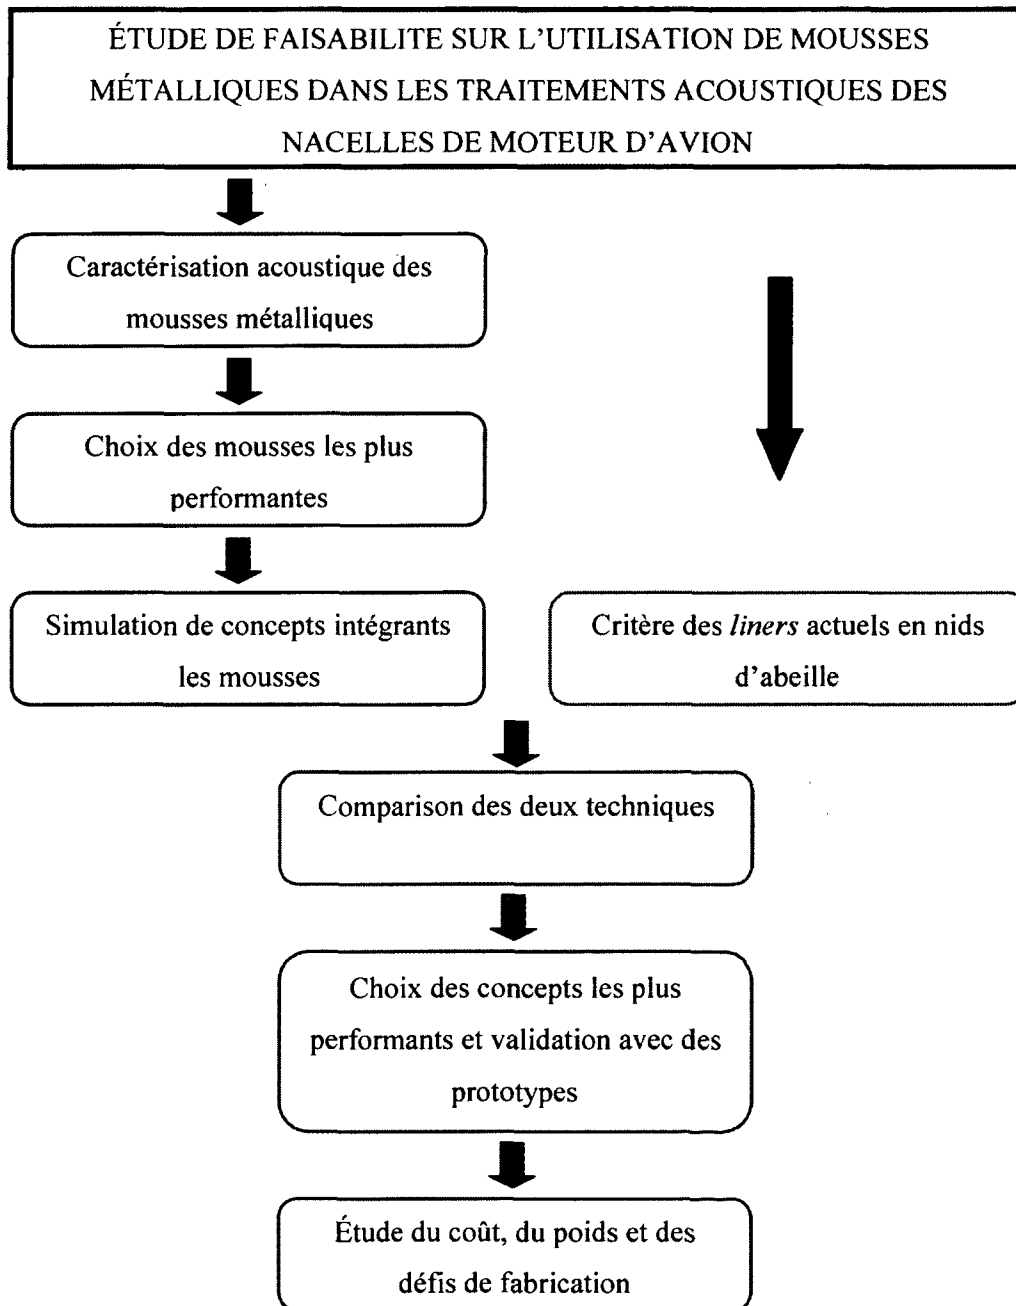 ÉTUDE DE FAISABILITE SUR L'UTILISATION DE MOUSSES
MÉTALLIQUES DANS LES TRAITEMENTS ACOUSTIQUES DES
NACELLES DE MOTEUR D'AVION
Caractérisation acoustique des
mousses métalliques
Choix des mousses les plus
performantes
Simulation de concepts intégrants
les mousses
Critère des liners actuels en nids
d'abeille
Comparison des deux techniques
Choix des concepts les plus
performants et validation avec des
prototypes
Étude du coût, du poids et des
défis de fabrication